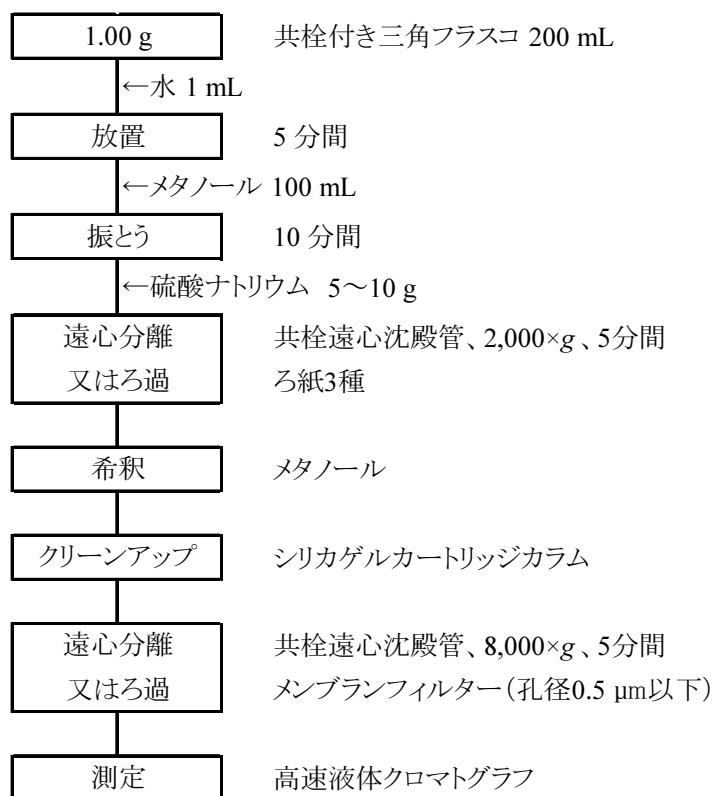 1.00 g 共栓付き三角フラスコ 200 mL
←水 1 mL
放置 5 分間
←メタノール 100 mL
振とう 10 分間
←硫酸ナトリウム 5～10 g
遠心分離 共栓遠心沈殿管、2,000×g 、5分間
又はろ過 ろ紙3種
希釈 メタノール
クリーンアップ シリカゲルカートリッジカラム
遠心分離 共栓遠心沈殿管、8,000×g 、5分間
又はろ過 メンブランフィルター（孔径0.5 μm以下）
測定 高速液体クロマトグラフ